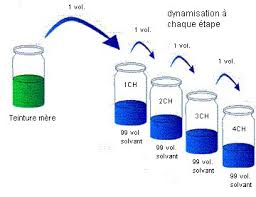 1 vol.
dynamisation à
chaque étape
1 vol.
1 vol.
1 vol.
1CH
2CH
3CH
4CH
Teinture mère
99 vol.
solvant
99 vol.
solvant
99 vol.
solvant
99 vol.
solvant